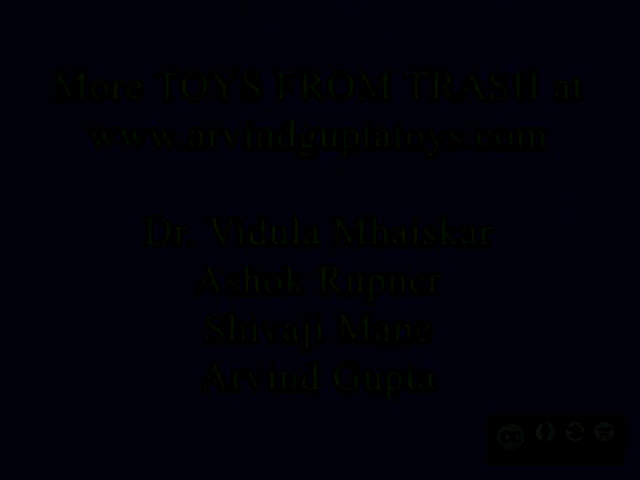 More TOYS FROM TRASH at
www.arvindguptatoys.com
Dr. Vidula Mhaiskar
Ashok Rupner
Shivaji Mane
Arvind Gupta